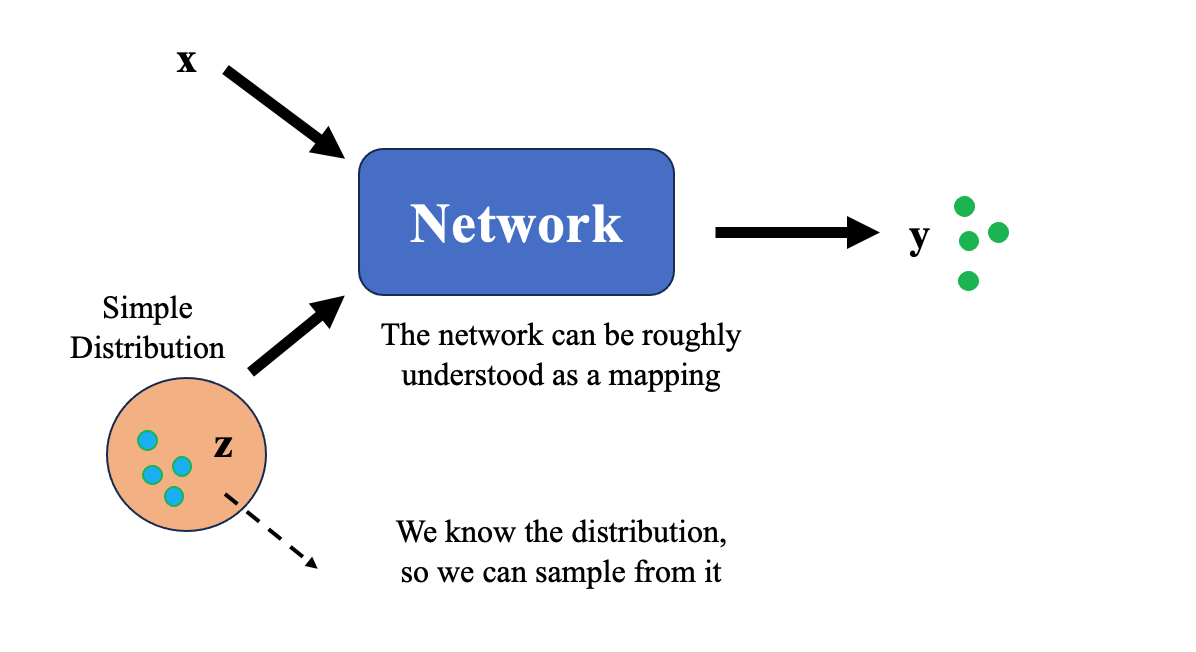 x
Network
y
Simple
Distribution
The network can be roughly
understood as a mapping
z
We know the distribution,
so we can sample from it